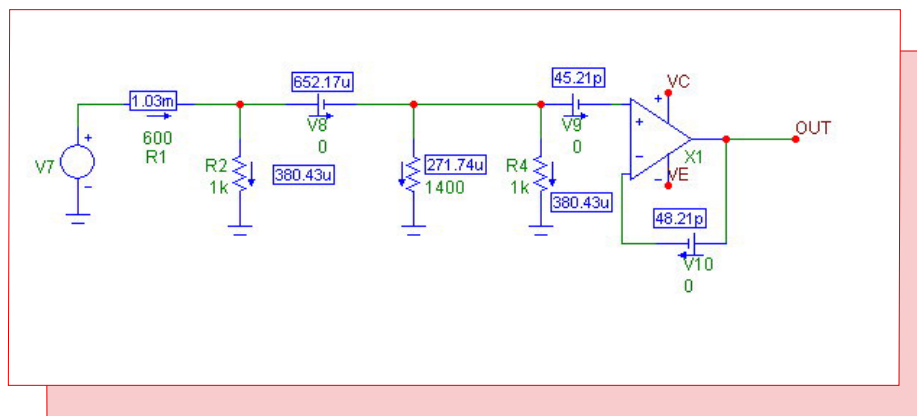 652.17u
45.21p
VC
1.03m
V8
0
V9
0
+
+
−
OUT
600
R1
X1
V7
+
−
R2
1k
380.43u
271.74u
1400
R4
1k
380.43u
−
VE
48.21p
V10
0